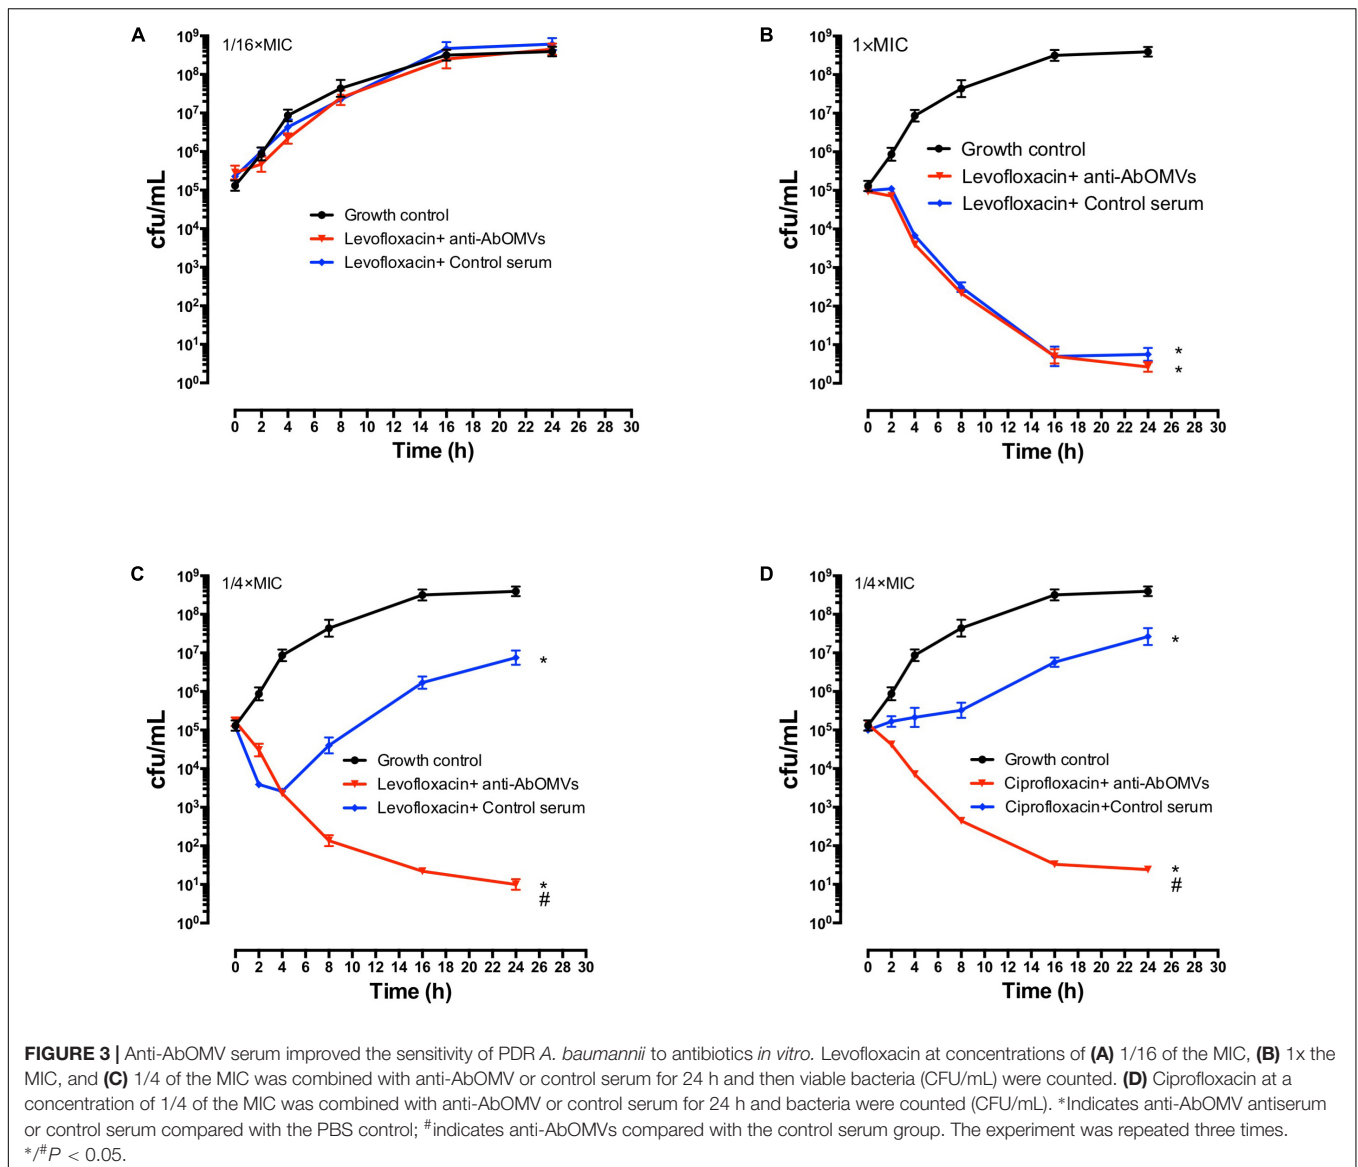 A
1/16×MIC
10⁹
10⁸
10⁷
10⁶
10⁵
10⁴
10³
10²
10¹
10⁰
cfu/mL
Growth control
Levofloxacin+ anti-AbOMVs
Levofloxacin+ Control serum
0 2 4 6 8 10 12 14 16 18 20 22 24 26 28 30
Time (h)
B
1×MIC
10⁹
10⁸
10⁷
10⁶
10⁵
10⁴
10³
10²
10¹
10⁰
cfu/mL
Growth control
Levofloxacin+ anti-AbOMVs
Levofloxacin+ Control serum
*
*
0 2 4 6 8 10 12 14 16 18 20 22 24 26 28 30
Time (h)
C
1/4×MIC
10⁹
10⁸
10⁷
10⁶
10⁵
10⁴
10³
10²
10¹
10⁰
cfu/mL
*
Growth control
Levofloxacin+ anti-AbOMVs
Levofloxacin+ Control serum
*
#
0 2 4 6 8 10 12 14 16 18 20 22 24 26 28 30
Time (h)
D
1/4×MIC
10⁹
10⁸
10⁷
10⁶
10⁵
10⁴
10³
10²
10¹
10⁰
cfu/mL
*
Growth control
Ciprofloxacin+ anti-AbOMVs
Ciprofloxacin+Control serum
*
#
0 2 4 6 8 10 12 14 16 18 20 22 24 26 28 30
Time (h)
FIGURE 3 | Anti-AbOMV serum improved the sensitivity of PDR A. baumannii to antibiotics in vitro. Levofloxacin at concentrations of (A) 1/16 of the MIC, (B) 1x the
MIC, and (C) 1/4 of the MIC was combined with anti-AbOMV or control serum for 24 h and then viable bacteria (CFU/mL) were counted. (D) Ciprofloxacin at a
concentration of 1/4 of the MIC was combined with anti-AbOMV or control serum for 24 h and bacteria were counted (CFU/mL). *Indicates anti-AbOMV antiserum
or control serum compared with the PBS control; #indicates anti-AbOMVs compared with the control serum group. The experiment was repeated three times.
*/#P < 0.05.